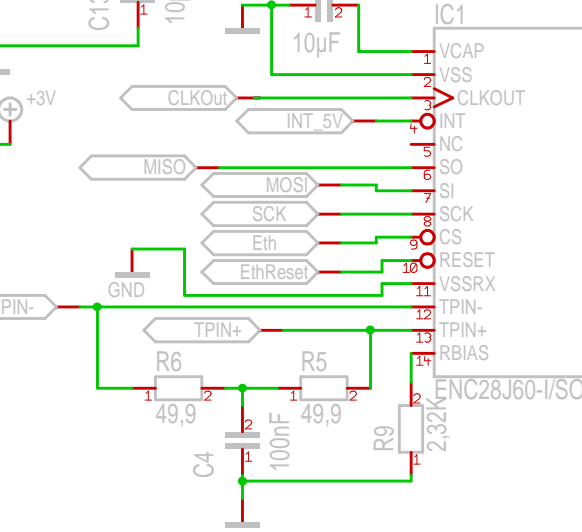 C13
1
10µ
1
2
10µF
IC1
+3V
1
VCAP
2
VSS
CLKOut
3
CLKOUT
INT_5V
4
INT
5
NC
MISO
6
SO
MOSI
7
SI
SCK
8
SCK
Eth
9
CS
EthReset
10
RESET
GND
11
VSSRX
PIN-
12
TPIN-
TPIN+
13
TPIN+
14
RBIAS
R6
R5
1
2
1
2
49,9
49,9
ENC28J60-I/SO
2
1
C4
100nF
R9
2,32K
2
1